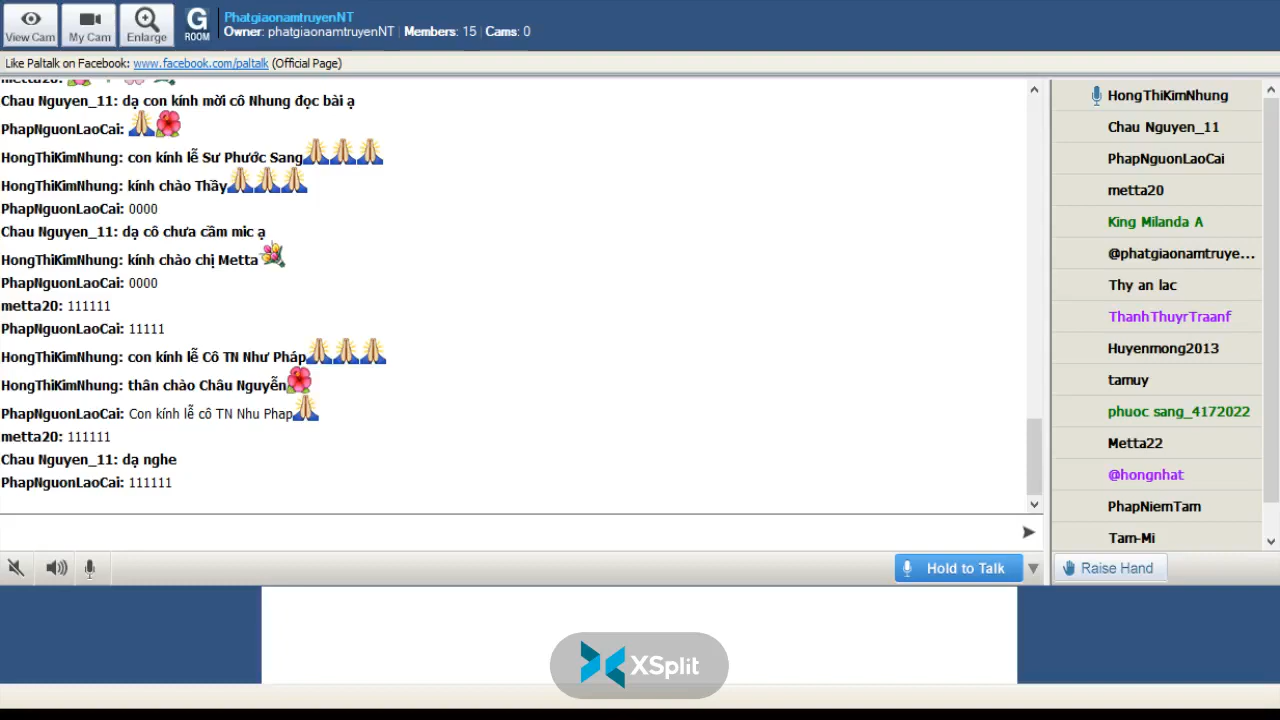 PhatgiaonamtruyenNT
Owner: phatgiaonamtruyenNT Members: 15 Cams: 0
View Cam
My Cam
Enlarge
G
ROOM
Like Paltalk on Facebook: www.facebook.com/paltalk (Official Page)
metta20:
Chau Nguyen_11: dạ con kính mời cô Nhung đọc bài ạ
PhapNguonLaoCai:
HongThiKimNhung: con kính lễ Sư Phước Sang
HongThiKimNhung: kính chào Thầy
PhapNguonLaoCai: 0000
Chau Nguyen_11: dạ cô chưa cầm mic ạ
HongThiKimNhung: kính chào chị Metta
PhapNguonLaoCai: 0000
metta20: 111111
PhapNguonLaoCai: 11111
HongThiKimNhung: con kính lễ Cô TN Như Pháp
HongThiKimNhung: thân chào Châu Nguyễn
PhapNguonLaoCai: Con kính lễ cô TN Nhu Phap
metta20: 111111
Chau Nguyen_11: dạ nghe
PhapNguonLaoCai: 111111
HongThiKimNhung
Chau Nguyen_11
PhapNguonLaoCai
metta20
King Milanda A
@phatgiaonamtruye...
Thy an lac
ThanhThuyrTraanf
Huyenmong2013
tamuy
phuoc sang_4172022
Metta22
@hongnhat
PhapNiemTam
Tam-Mi
Hold to Talk
Raise Hand
XSplit